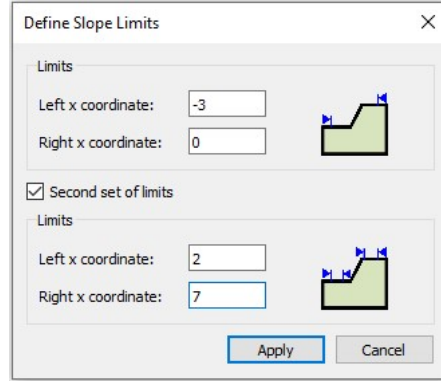 Define Slope Limits
Limits
Left x coordinate: -3
Right x coordinate: 0
Second set of limits
Limits
Left x coordinate: 2
Right x coordinate: 7
Apply Cancel